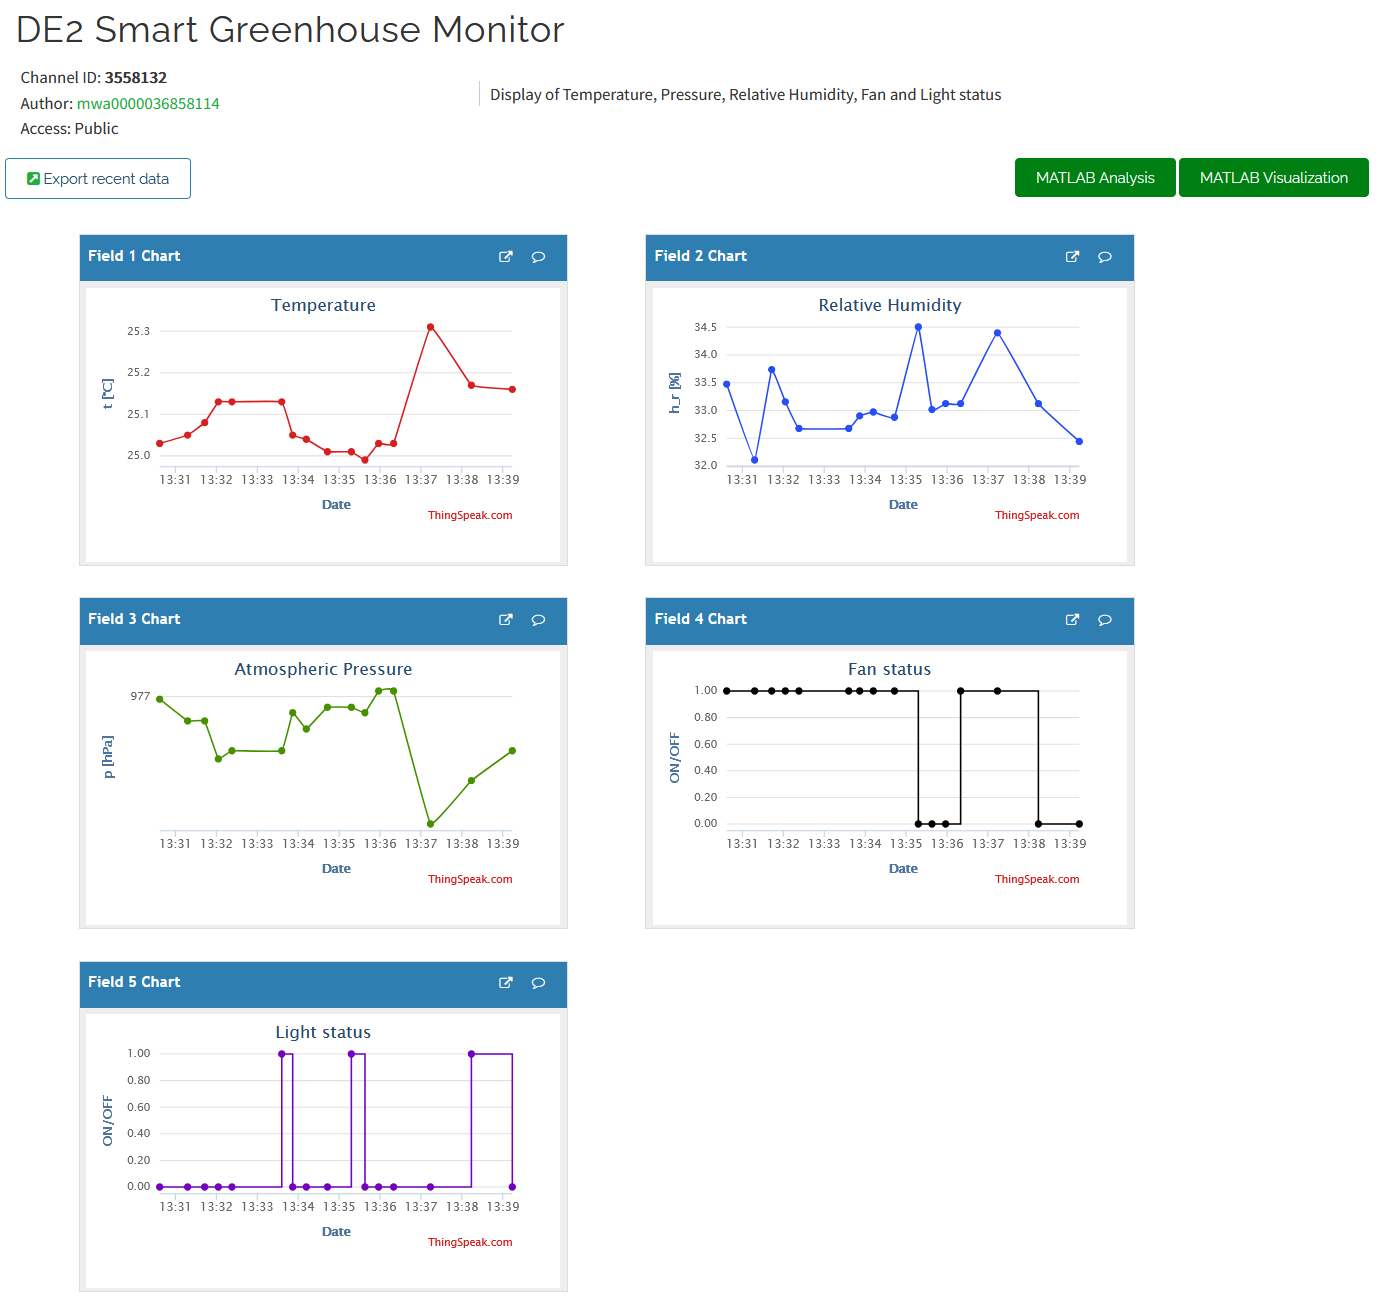 DE2 Smart Greenhouse Monitor
Channel ID: 3558132
Author: mwa0000036858114
Access: Public
Display of Temperature, Pressure, Relative Humidity, Fan and Light status
Export recent data
MATLAB Analysis
MATLAB Visualization
Field 1 Chart
Temperature
25.3
25.2
25.1
25.0
t [°C]
13:31 13:32 13:33 13:34 13:35 13:36 13:37 13:38 13:39
Date
ThingSpeak.com
Field 2 Chart
Relative Humidity
34.5
34.0
33.5
33.0
32.5
32.0
h_r [%]
13:31 13:32 13:33 13:34 13:35 13:36 13:37 13:38 13:39
Date
ThingSpeak.com
Field 3 Chart
Atmospheric Pressure
977
p [hPa]
13:31 13:32 13:33 13:34 13:35 13:36 13:37 13:38 13:39
Date
ThingSpeak.com
Field 4 Chart
Fan status
1.00
0.80
0.60
0.40
0.20
0.00
ON/OFF
13:31 13:32 13:33 13:34 13:35 13:36 13:37 13:38 13:39
Date
ThingSpeak.com
Field 5 Chart
Light status
1.00
0.80
0.60
0.40
0.20
0.00
ON/OFF
13:31 13:32 13:33 13:34 13:35 13:36 13:37 13:38 13:39
Date
ThingSpeak.com